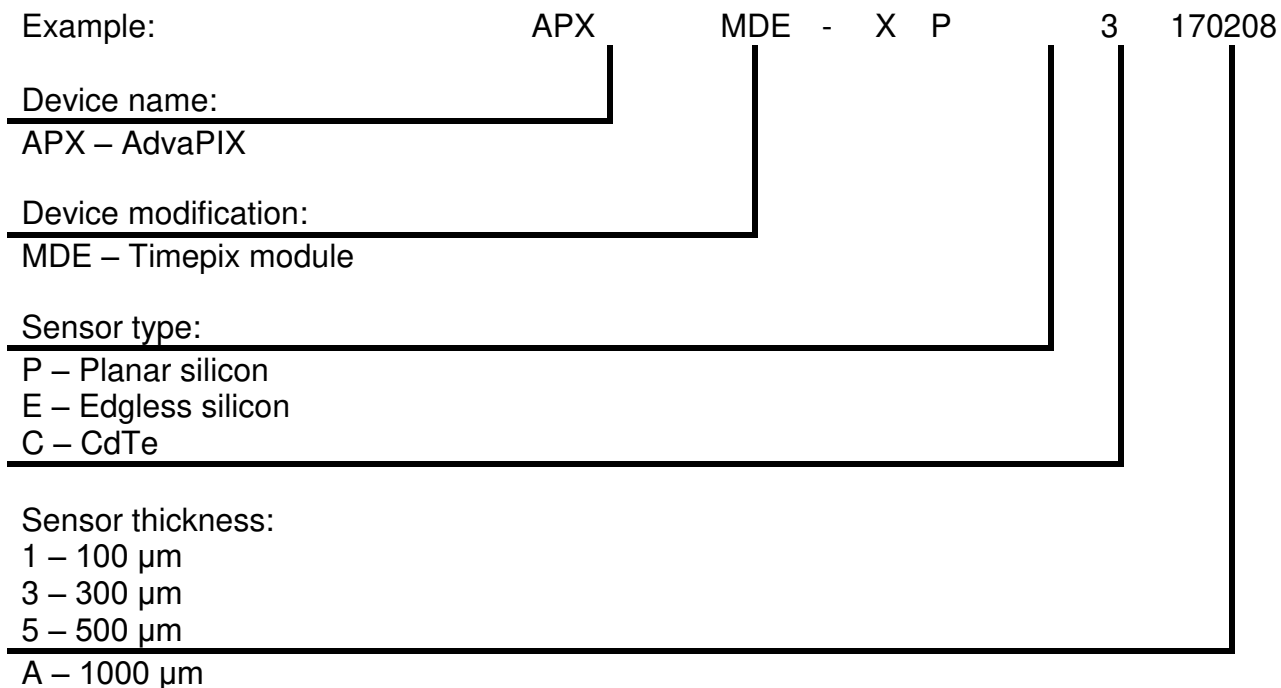 Example: APX MDE - X P 3 170208
Device name:
APX – AdvaPIX
Device modification:
MDE – Timepix module
Sensor type:
P – Planar silicon
E – Edgless silicon
C – CdTe
Sensor thickness:
1 – 100 µm
3 – 300 µm
5 – 500 µm
A – 1000 µm